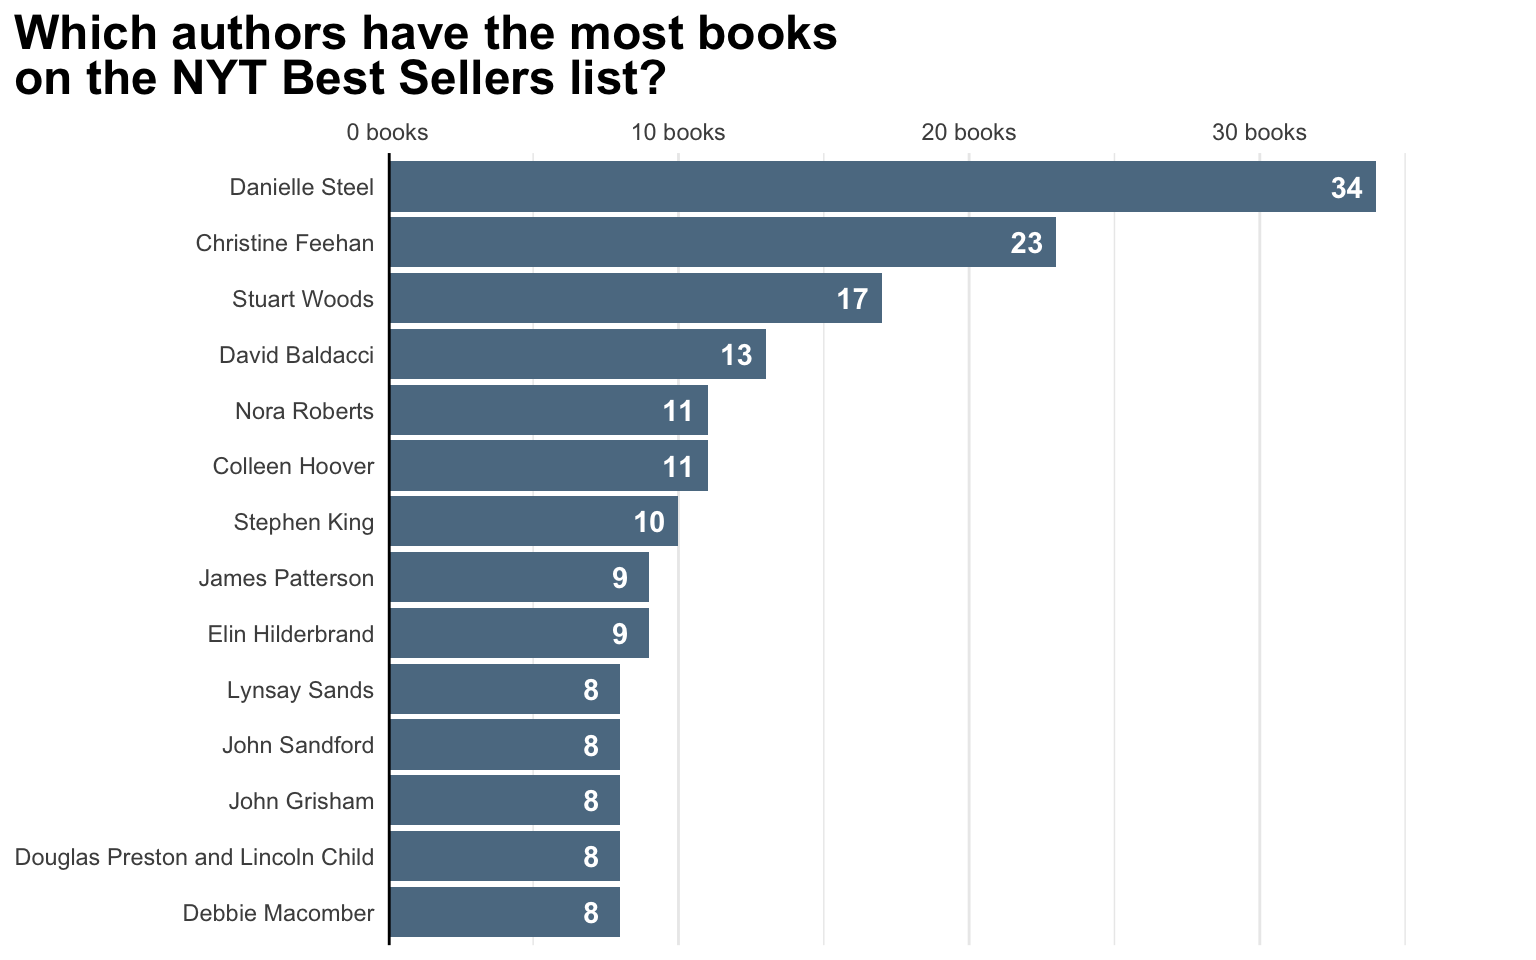 Which authors have the most books
on the NYT Best Sellers list?
0 books 10 books 20 books 30 books
Danielle Steel 34
Christine Feehan 23
Stuart Woods 17
David Baldacci 13
Nora Roberts 11
Colleen Hoover 11
Stephen King 10
James Patterson 9
Elin Hilderbrand 9
Lynsay Sands 8
John Sandford 8
John Grisham 8
Douglas Preston and Lincoln Child 8
Debbie Macomber 8